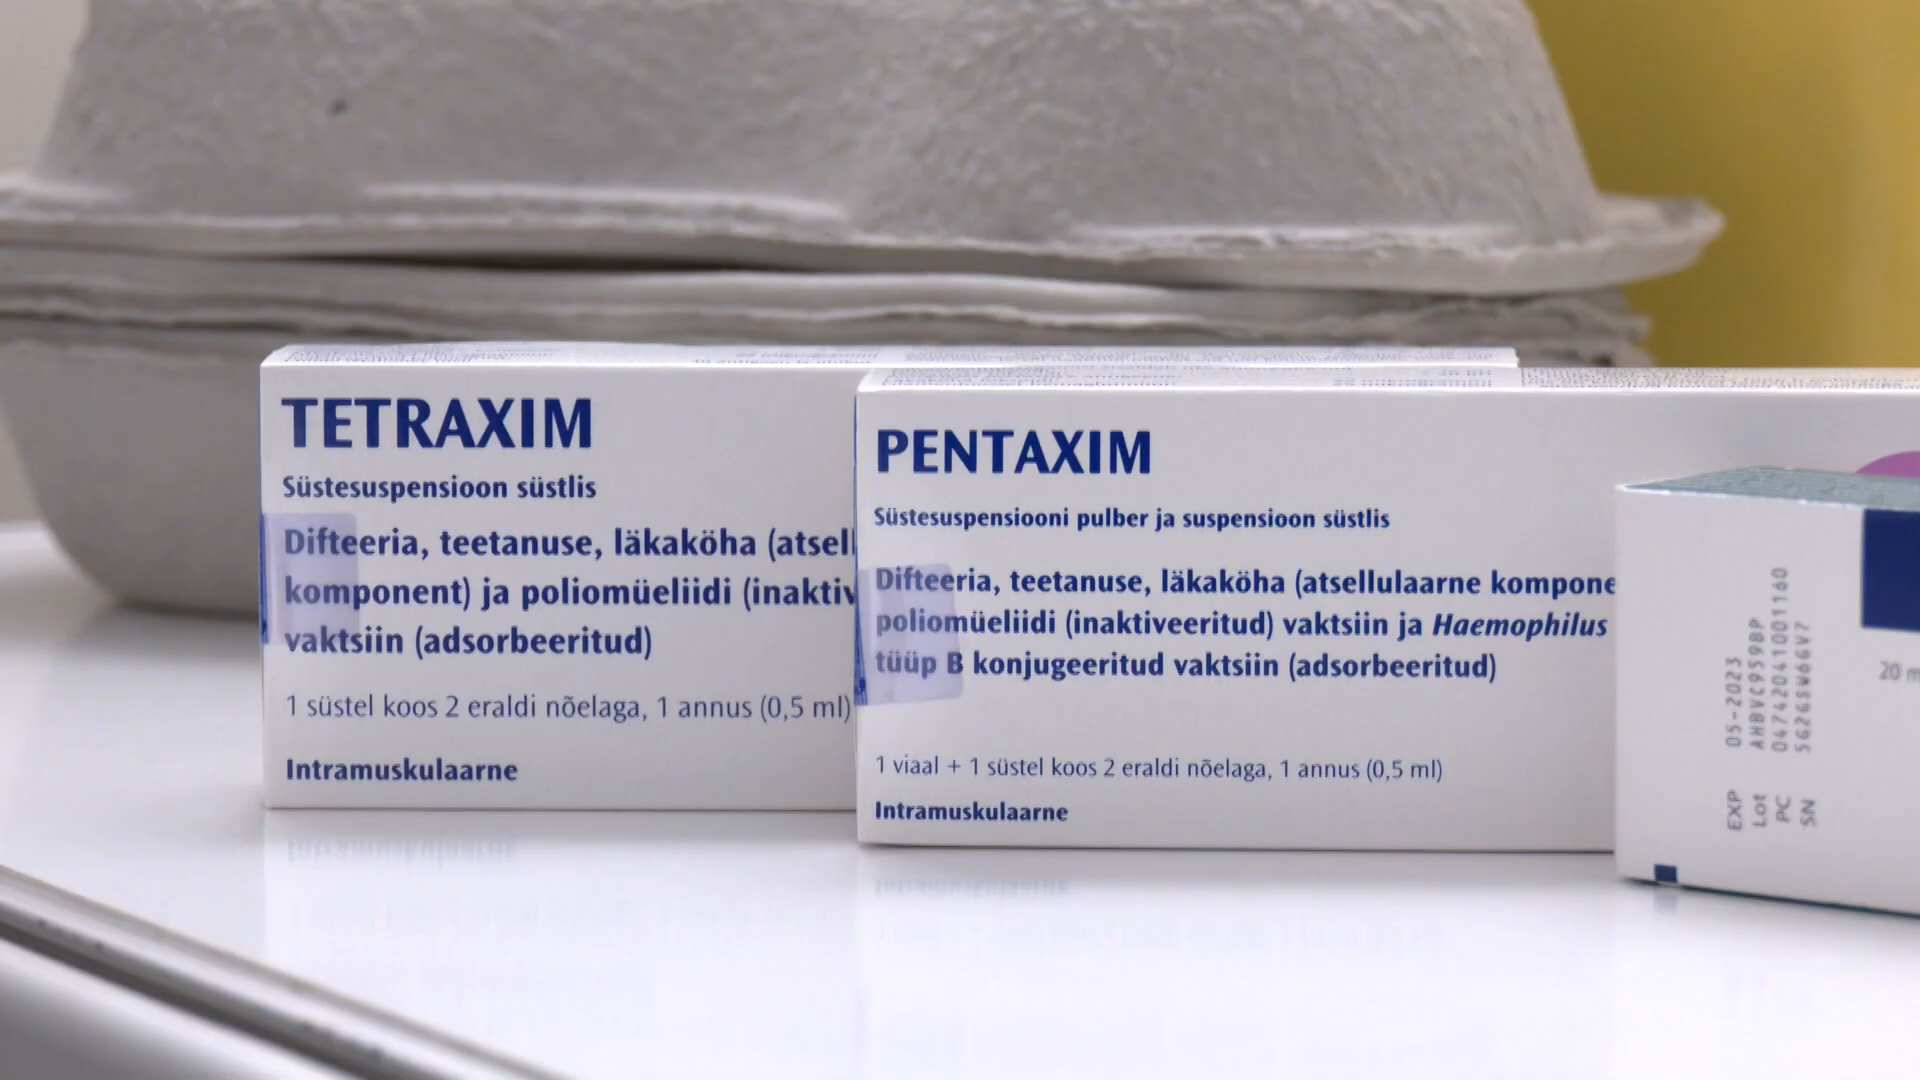 TETRAXIM
Süstesuspensioon süstlis
Difteeria, teetanuse, läkaköha (atsell
komponent) ja poliomüeliidi (inaktiv
vaktsiin (adsorbeeritud)
1 süstel koos 2 eraldi nõelaga, 1 annus (0,5 ml)
Intramuskulaarne
PENTAXIM
Süstesuspensiooni pulber ja suspensioon süstlis
Difteeria, teetanuse, läkaköha (atsellulaarne kompone
poliomüeliidi (inaktiveeritud) vaktsiin ja Haemophilus
tüüp B konjugeeritud vaktsiin (adsorbeeritud)
1 viaal + 1 süstel koos 2 eraldi nõelaga, 1 annus (0,5 ml)
Intramuskulaarne
EXP 05-2023
Lot AHBVC959BP
PC 04742041001160
SN 5626SW66V7
20 m